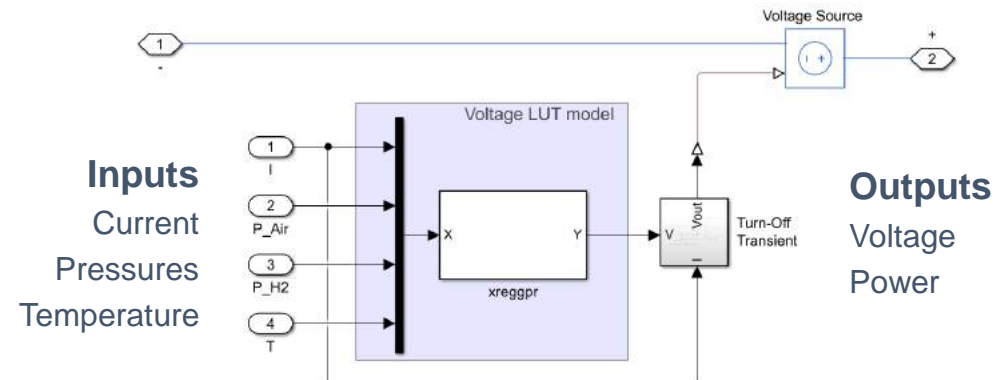 Voltage Source
1
-
+
2
Voltage LUT model
Inputs
Current
Pressures
Temperature
1
I
2
P_Air
3
P_H2
4
T
X
Y
xreggpr
V
Vout
I
Turn-Off
Transient
Outputs
Voltage
Power